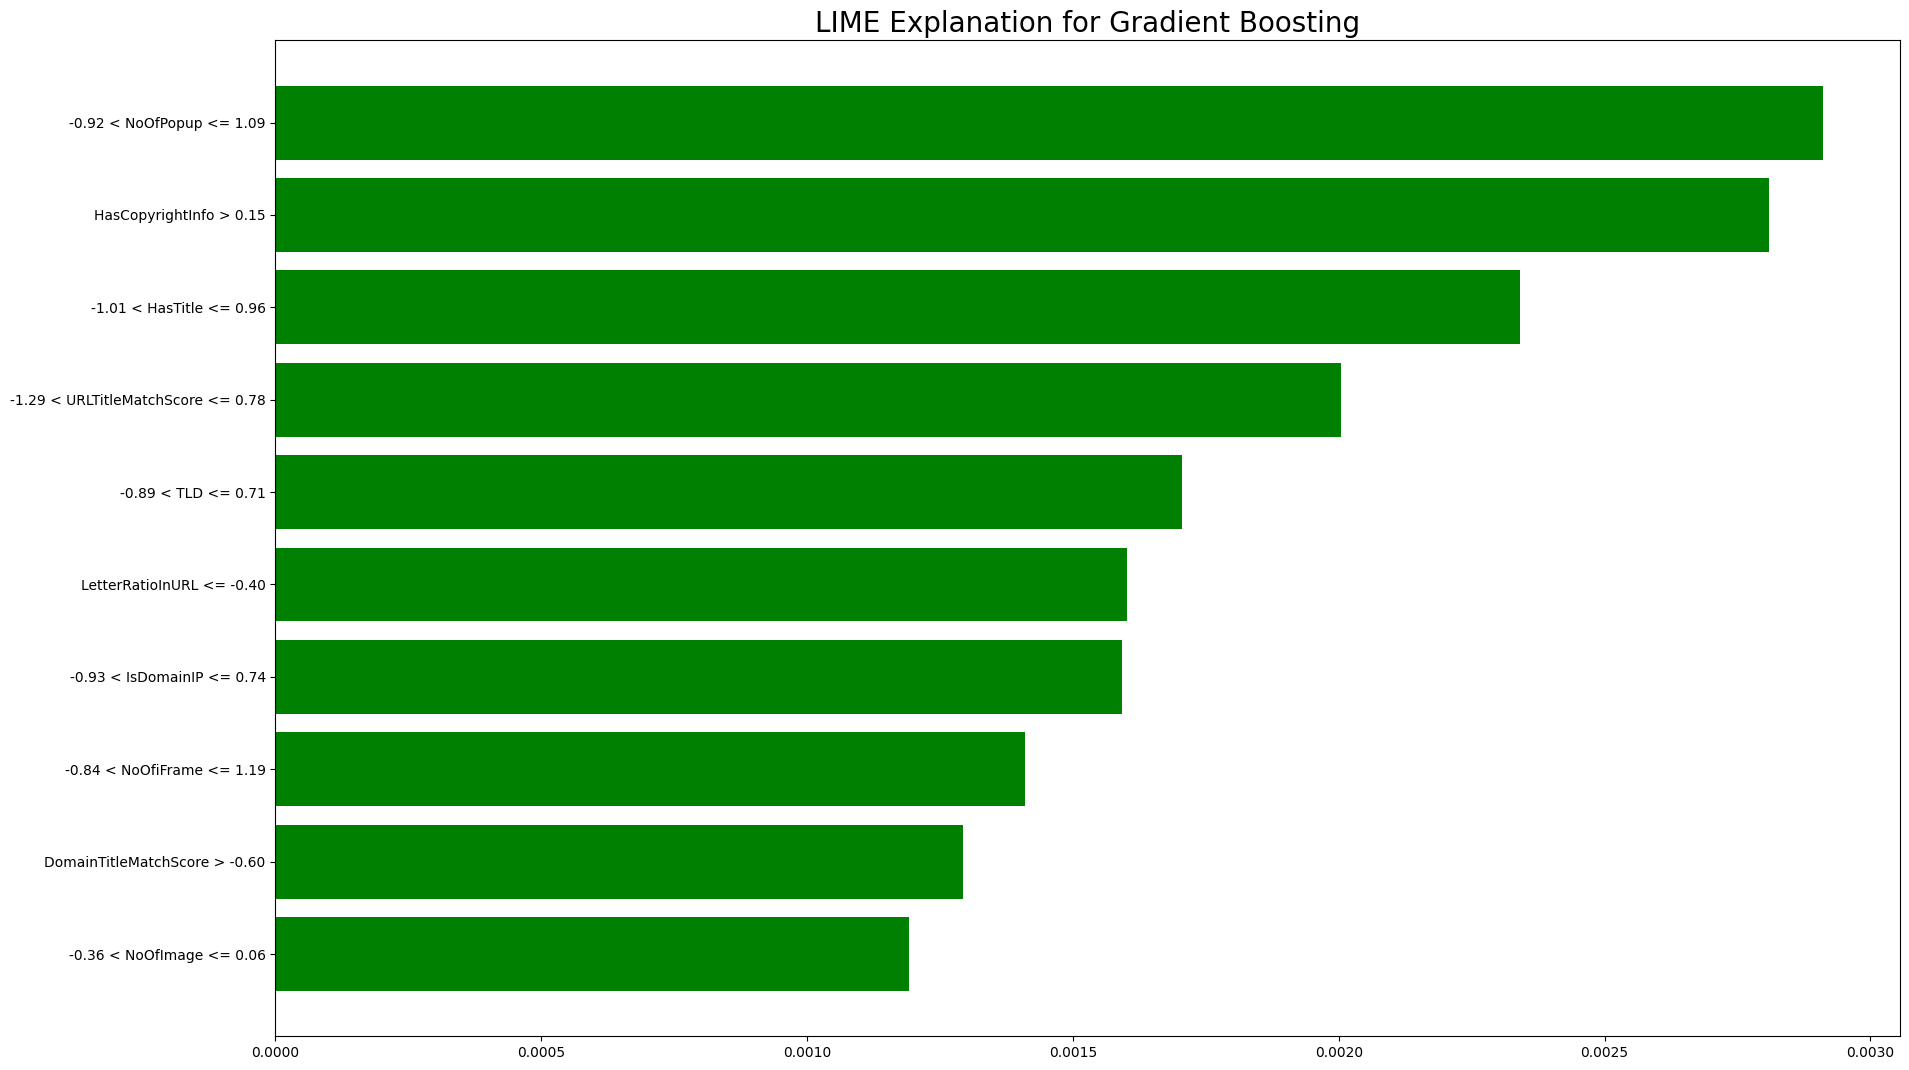 LIME Explanation for Gradient Boosting
-0.92 < NoOfPopup <= 1.09
HasCopyrightInfo > 0.15
-1.01 < HasTitle <= 0.96
-1.29 < URLTitleMatchScore <= 0.78
-0.89 < TLD <= 0.71
LetterRatioInURL <= -0.40
-0.93 < IsDomainIP <= 0.74
-0.84 < NoOfiFrame <= 1.19
DomainTitleMatchScore > -0.60
-0.36 < NoOfImage <= 0.06
0.0000 0.0005 0.0010 0.0015 0.0020 0.0025 0.0030